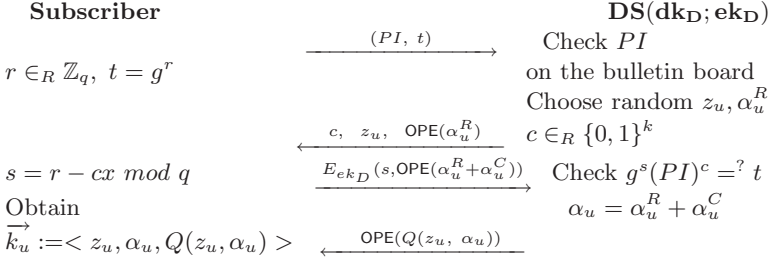 Subscriber DS(dk_D; ek_D)
(PI, t) Check PI
r ∈_R ℤ_q, t = g^r on the bulletin board
Choose random z_u, α_u^R
c, z_u, OPE(α_u^R) c ∈_R {0, 1}^k
s = r − cx mod q E_{ek_D}(s,OPE(α_u^R+α_u^C)) Check g^s(PI)^c =^? t
Obtain α_u = α_u^R + α_u^C
\overrightarrow{k_u} :=< z_u, α_u, Q(z_u, α_u) > OPE(Q(z_u, α_u))